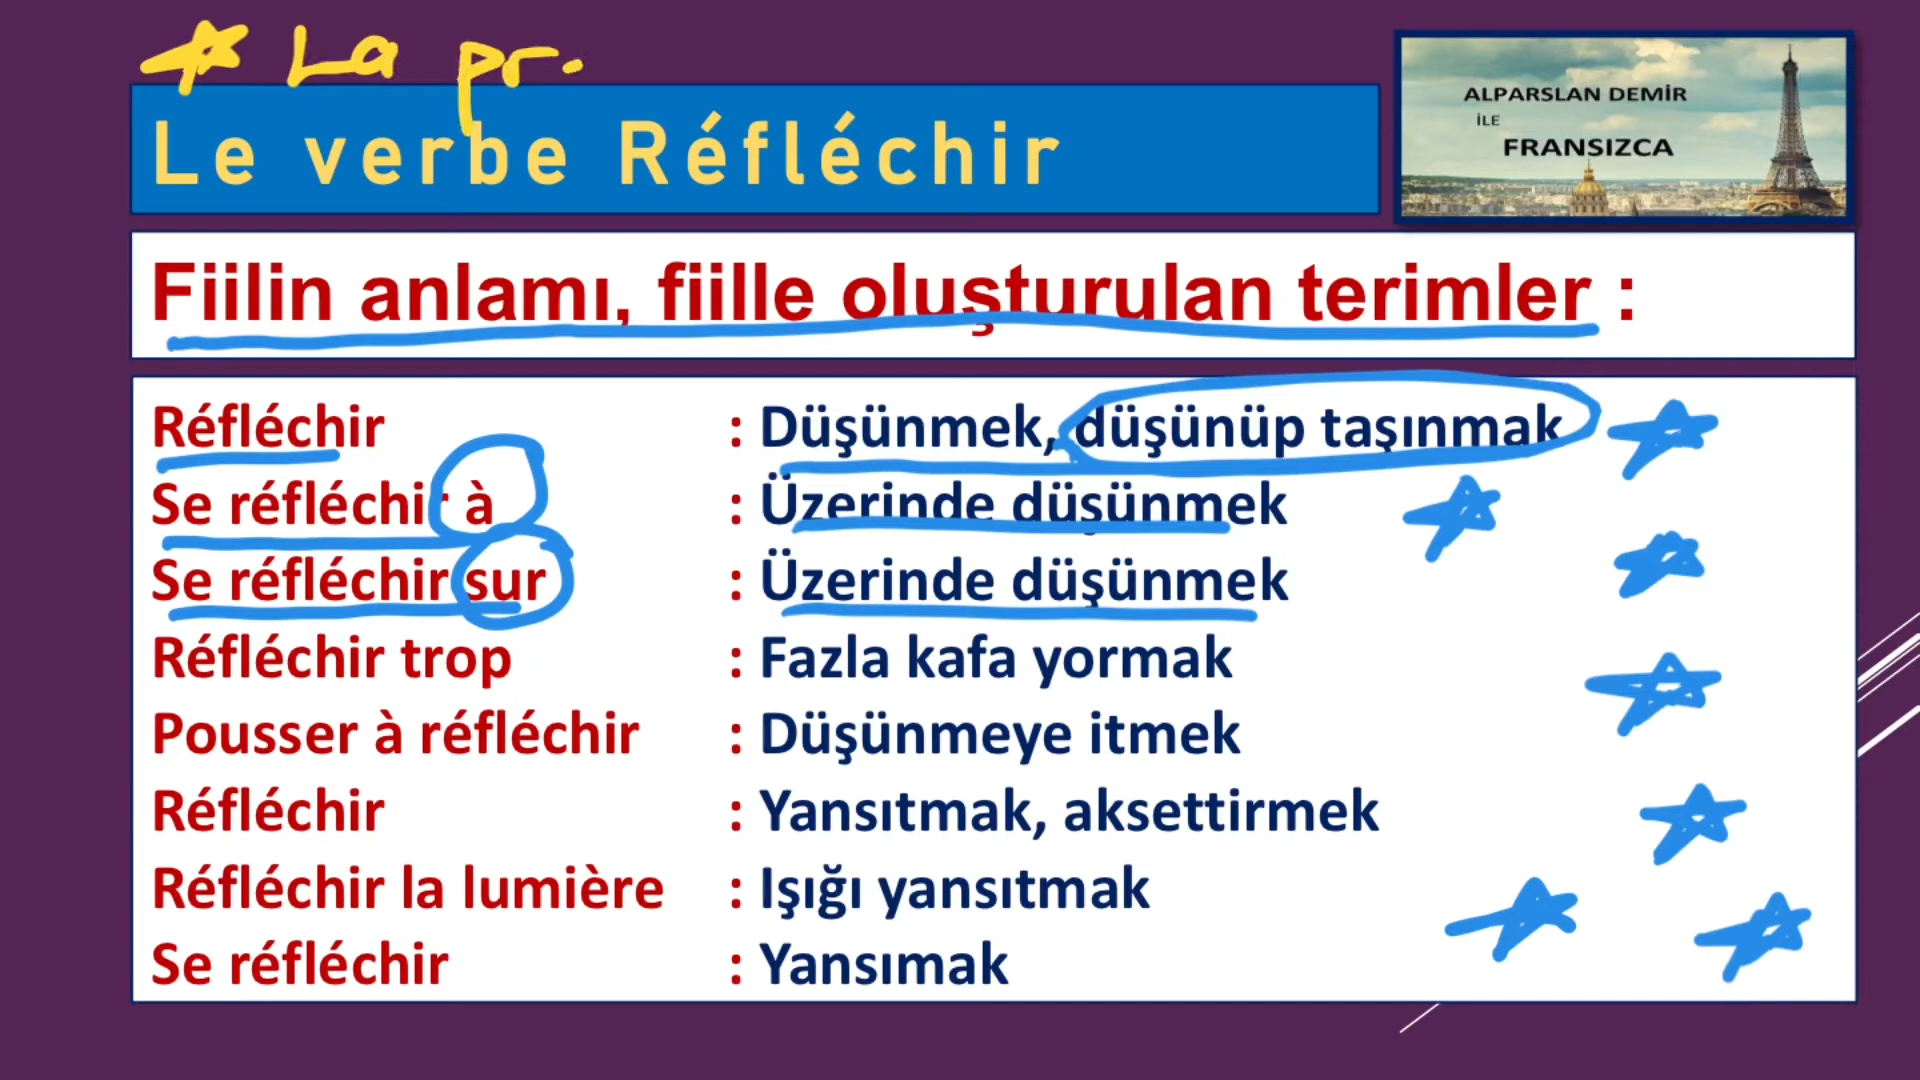 La pr.
Le verbe Réfléchir
ALPARSLAN DEMİR
İLE
FRANSIZCA
Fiilin anlamı, fiille oluşturulan terimler :
Réfléchir : Düşünmek, düşünüp taşınmak
Se réfléchir à : Üzerinde düşünmek
Se réfléchir sur : Üzerinde düşünmek
Réfléchir trop : Fazla kafa yormak
Pousser à réfléchir : Düşünmeye itmek
Réfléchir : Yansıtmak, aksettirmek
Réfléchir la lumière : Işığı yansıtmak
Se réfléchir : Yansımak